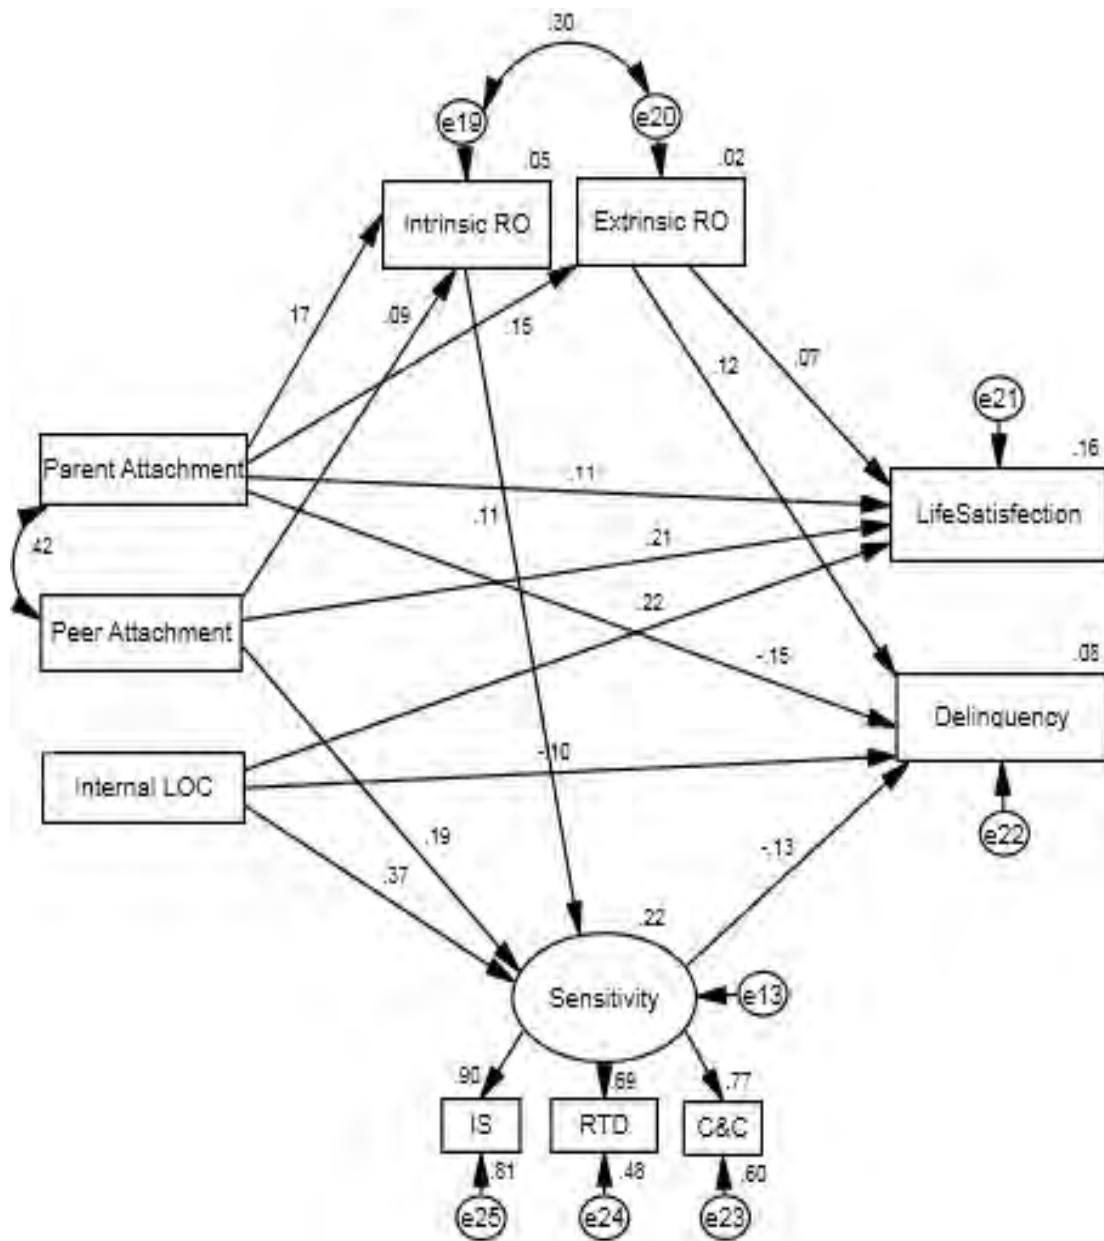 .30
e19
e20
.05
.02
Intrinsic RO
Extrinsic RO
.17
.09
.15
.12
.07
e21
.16
Parent Attachment
.11
LifeSatisfection
.11
.42
.21
Peer Attachment
.22
-.15
.08
Delinquency
Internal LOC
-.10
e22
.19
-.13
.37
.22
Sensitivity
e13
.90
.69
.77
IS
RTD
C&C
.81
.48
.60
e25
e24
e23